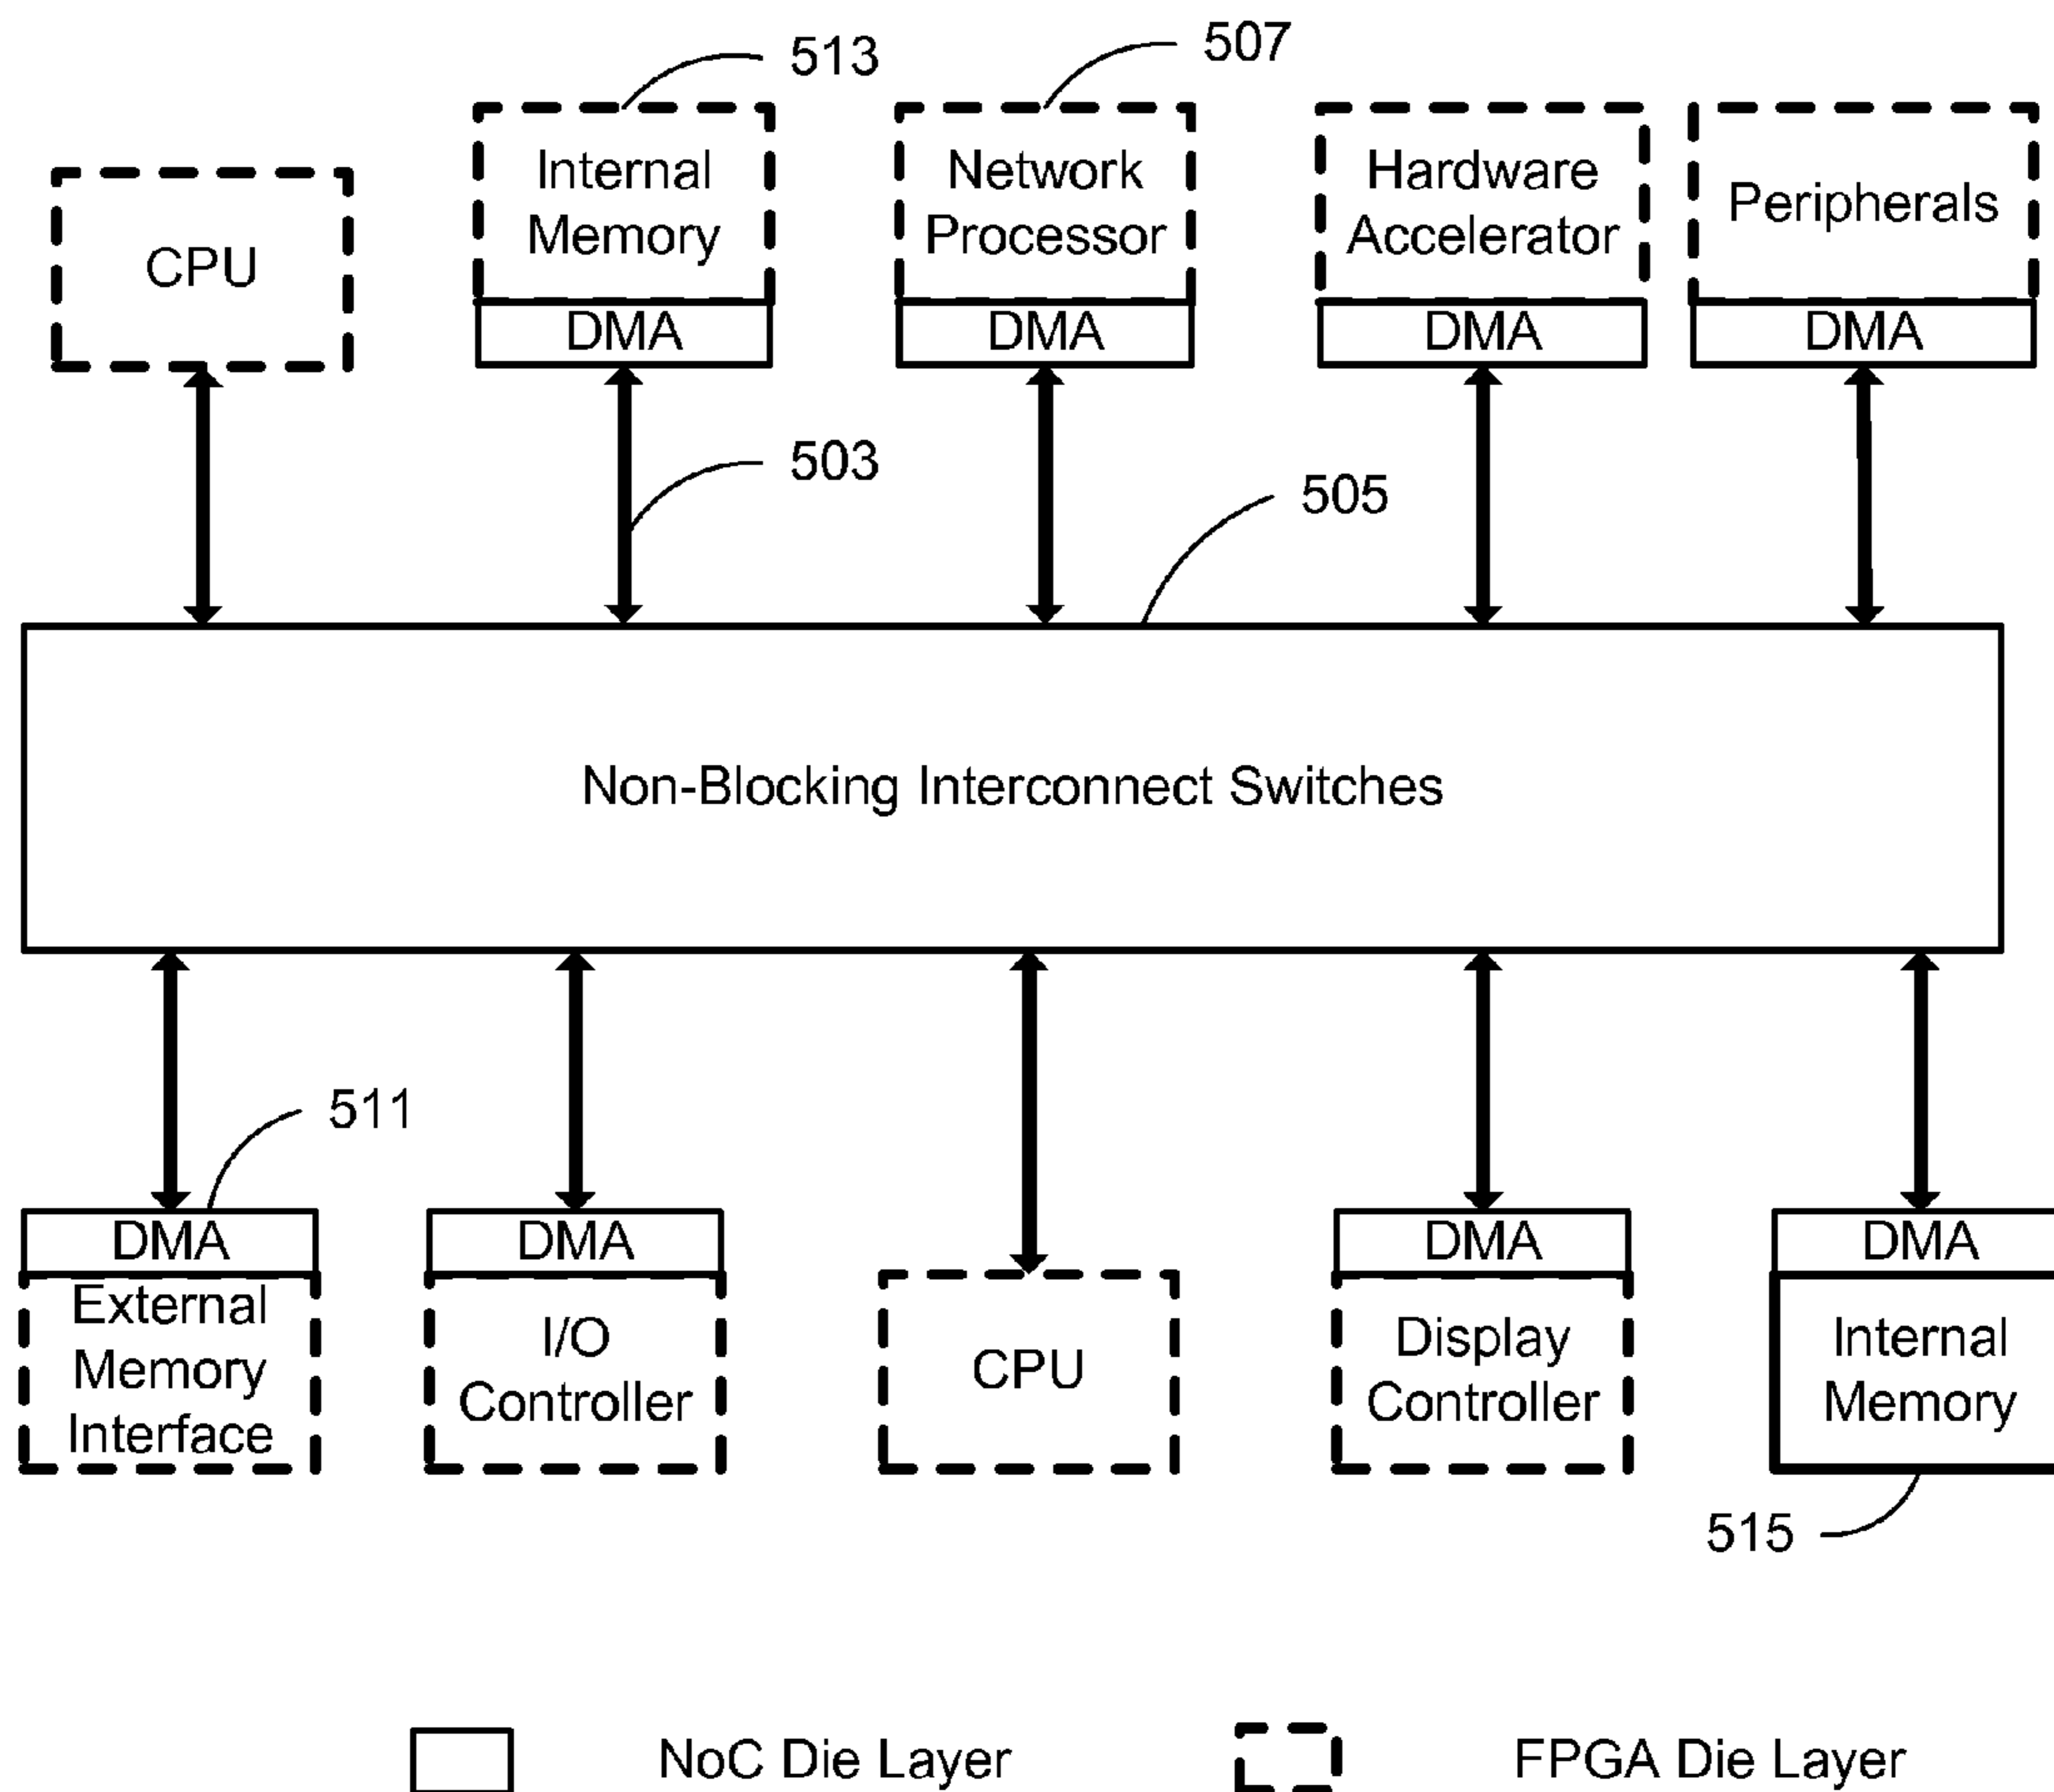 513
507
CPU
Internal
Memory
DMA
Network
Processor
DMA
Hardware
Accelerator
DMA
Peripherals
DMA
503
505
Non-Blocking Interconnect Switches
511
DMA
External
Memory
Interface
DMA
I/O
Controller
CPU
DMA
Display
Controller
DMA
Internal
Memory
515
NoC Die Layer
FPGA Die Layer